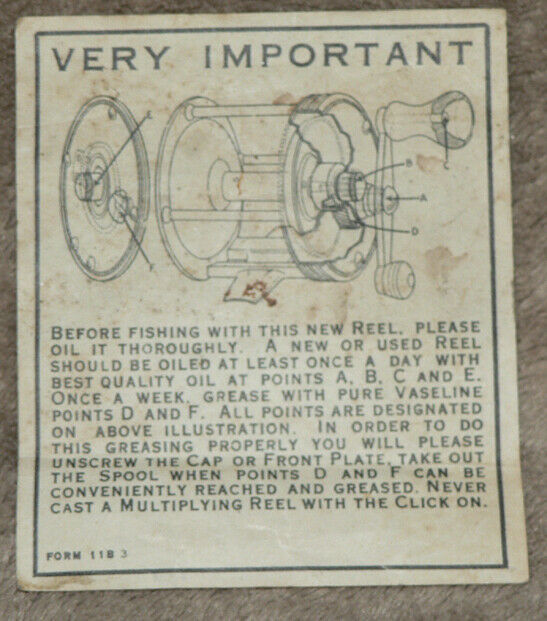 VERY IMPORTANT
E
B
C
A
D
F
BEFORE FISHING WITH THIS NEW REEL, PLEASE
OIL IT THOROUGHLY. A NEW OR USED REEL
SHOULD BE OILED AT LEAST ONCE A DAY WITH
BEST QUALITY OIL AT POINTS A, B, C AND E.
ONCE A WEEK, GREASE WITH PURE VASELINE
POINTS D AND F. ALL POINTS ARE DESIGNATED
ON ABOVE ILLUSTRATION. IN ORDER TO DO
THIS GREASING PROPERLY YOU WILL PLEASE
UNSCREW THE CAP OR FRONT PLATE, TAKE OUT
THE SPOOL WHEN POINTS D AND F CAN BE
CONVENIENTLY REACHED AND GREASED. NEVER
CAST A MULTIPLYING REEL WITH THE CLICK ON.
FORM 11B 3